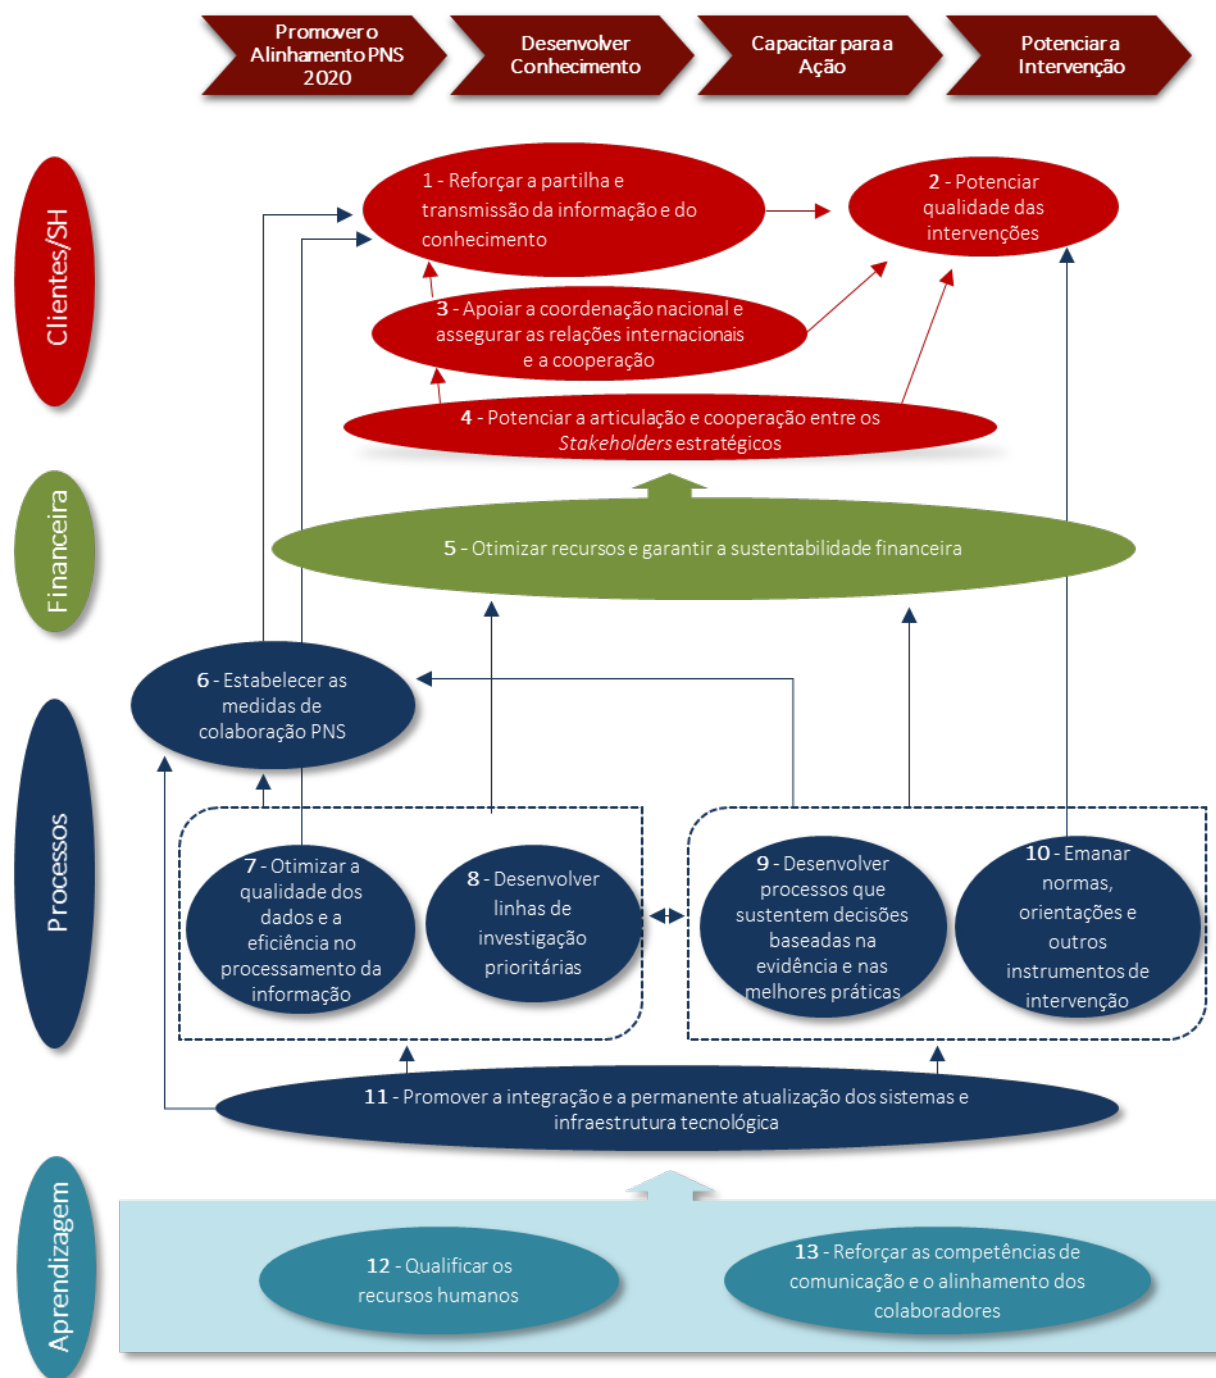 Promover o
Alinhamento PNS
2020
Desenvolver
Conhecimento
Capacitar para a
Ação
Potenciar a
Intervenção
Clientes/SH
1 - Reforçar a partilha e
transmissão da informação e do
conhecimento
2 - Potenciar
qualidade das
intervenções
3 - Apoiar a coordenação nacional e
assegurar as relações internacionais
e a cooperação
4 - Potenciar a articulação e cooperação entre os
Stakeholders estratégicos
Financeira
5 - Otimizar recursos e garantir a sustentabilidade financeira
Processos
6 - Estabelecer as
medidas de
colaboração PNS
7 - Otimizar a
qualidade dos
dados e a
eficiência no
processamento da
informação
8 - Desenvolver
linhas de
investigação
prioritárias
9 - Desenvolver
processos que
sustentem decisões
baseadas na
evidência e nas
melhores práticas
10 - Emanar
normas,
orientações e
outros
instrumentos de
intervenção
11 - Promover a integração e a permanente atualização dos sistemas e
infraestrutura tecnológica
Aprendizagem
12 - Qualificar os
recursos humanos
13 - Reforçar as competências de
comunicação e o alinhamento dos
colaboradores